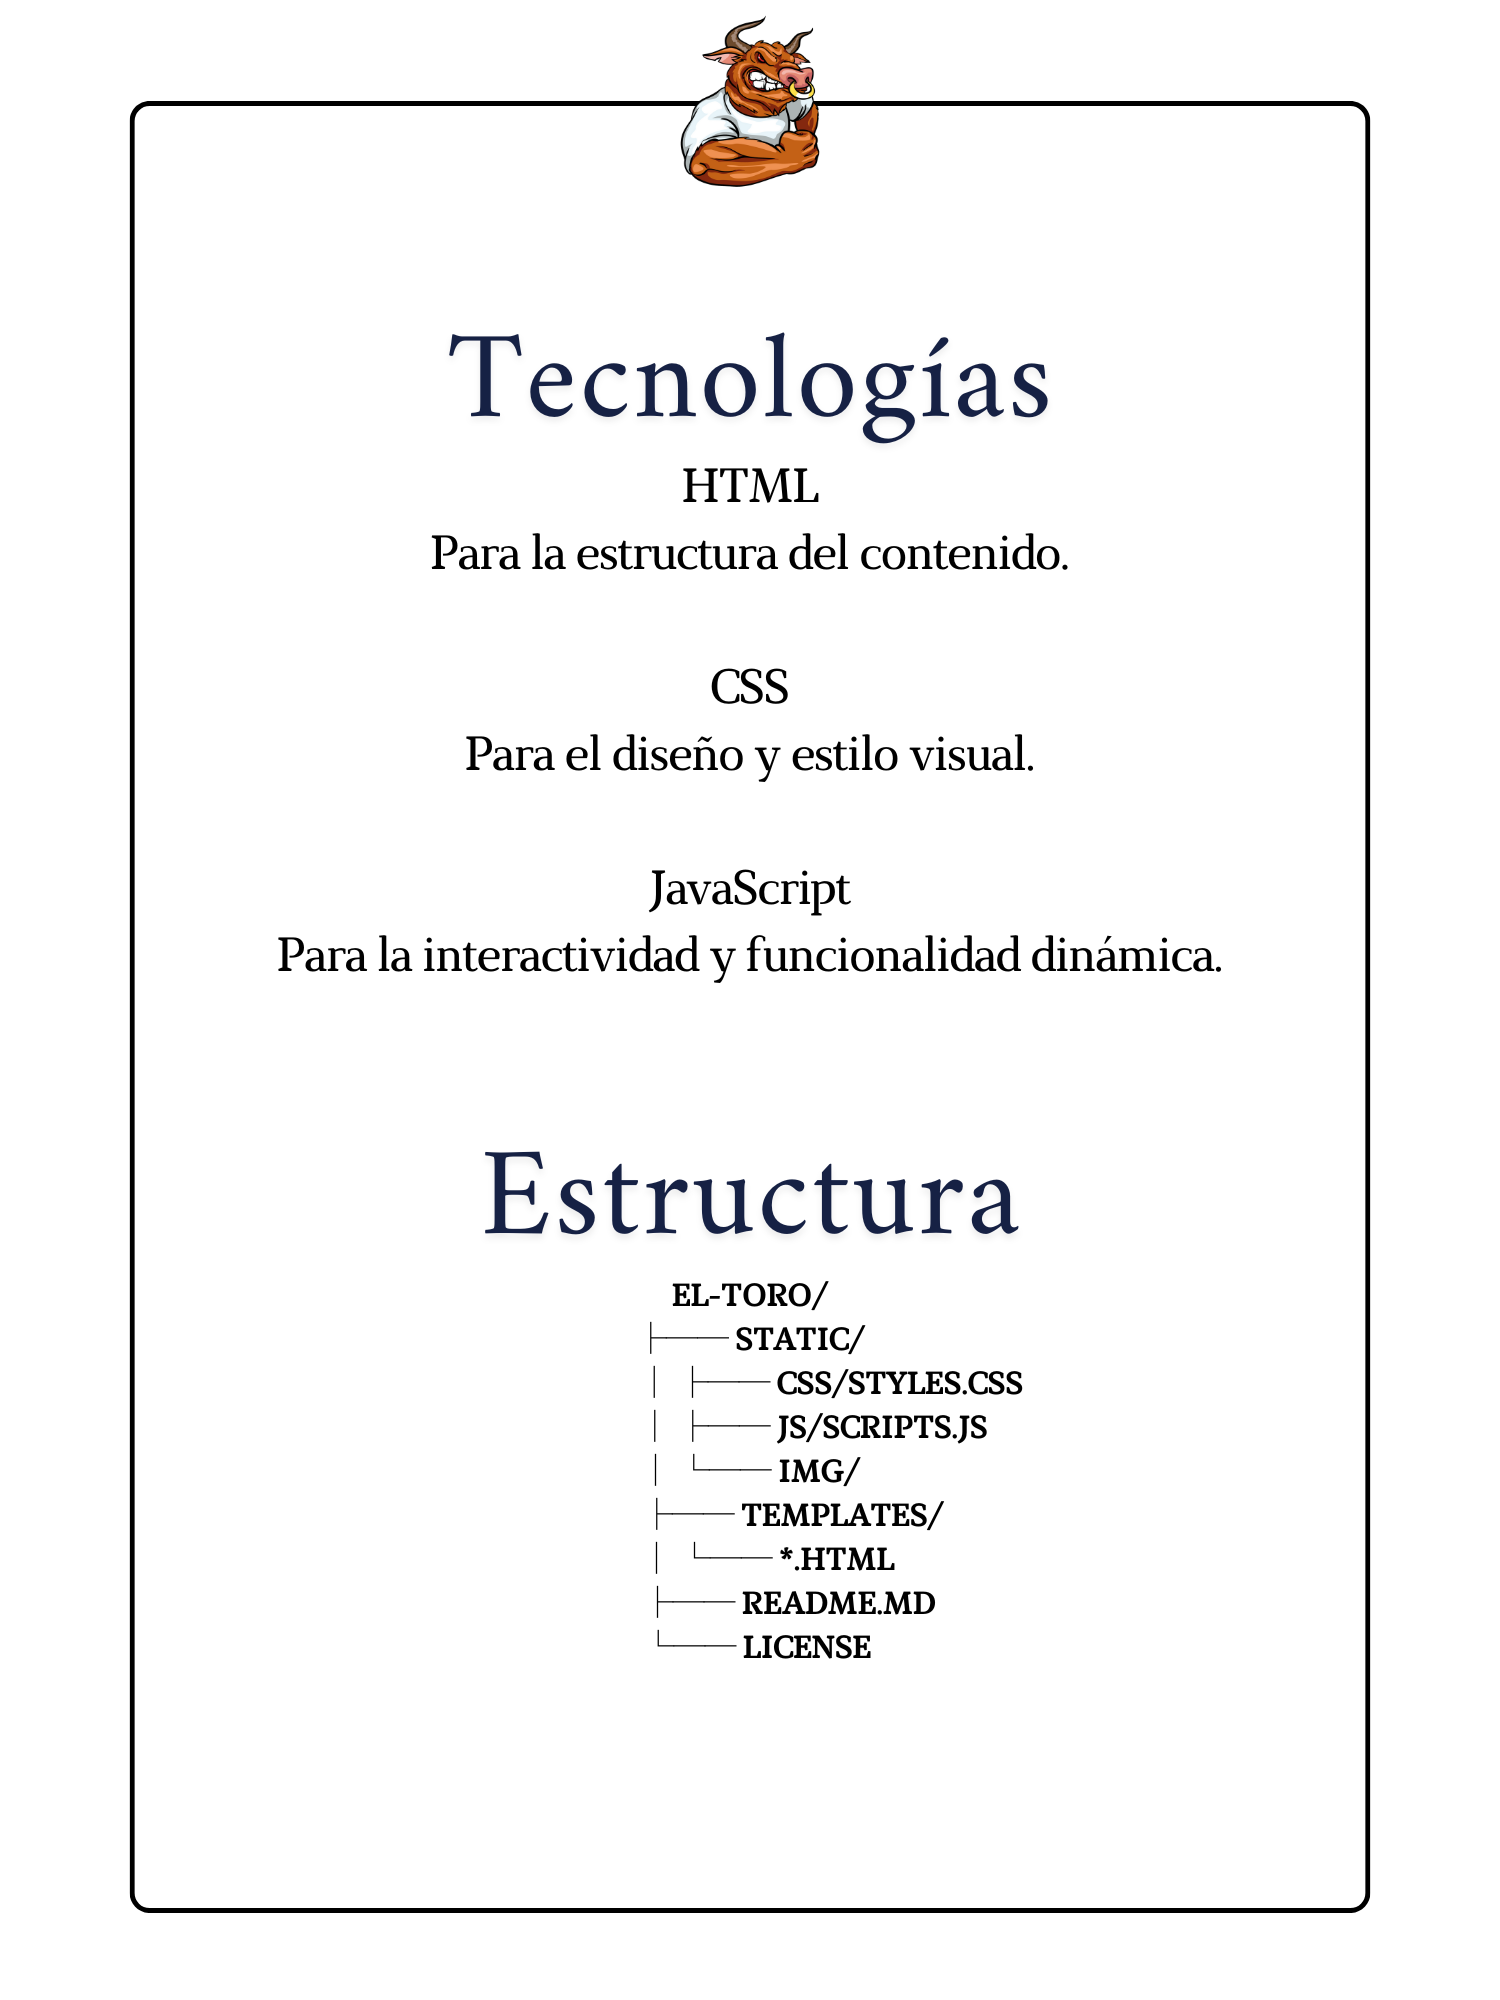 Tecnologías
HTML
Para la estructura del contenido.
CSS
Para el diseño y estilo visual.
JavaScript
Para la interactividad y funcionalidad dinámica.
Estructura
EL-TORO/
├── STATIC/
│ ├── CSS/STYLES.CSS
│ ├── JS/SCRIPTS.JS
│ └── IMG/
├── TEMPLATES/
│ └── *.HTML
├── README.MD
└── LICENSE